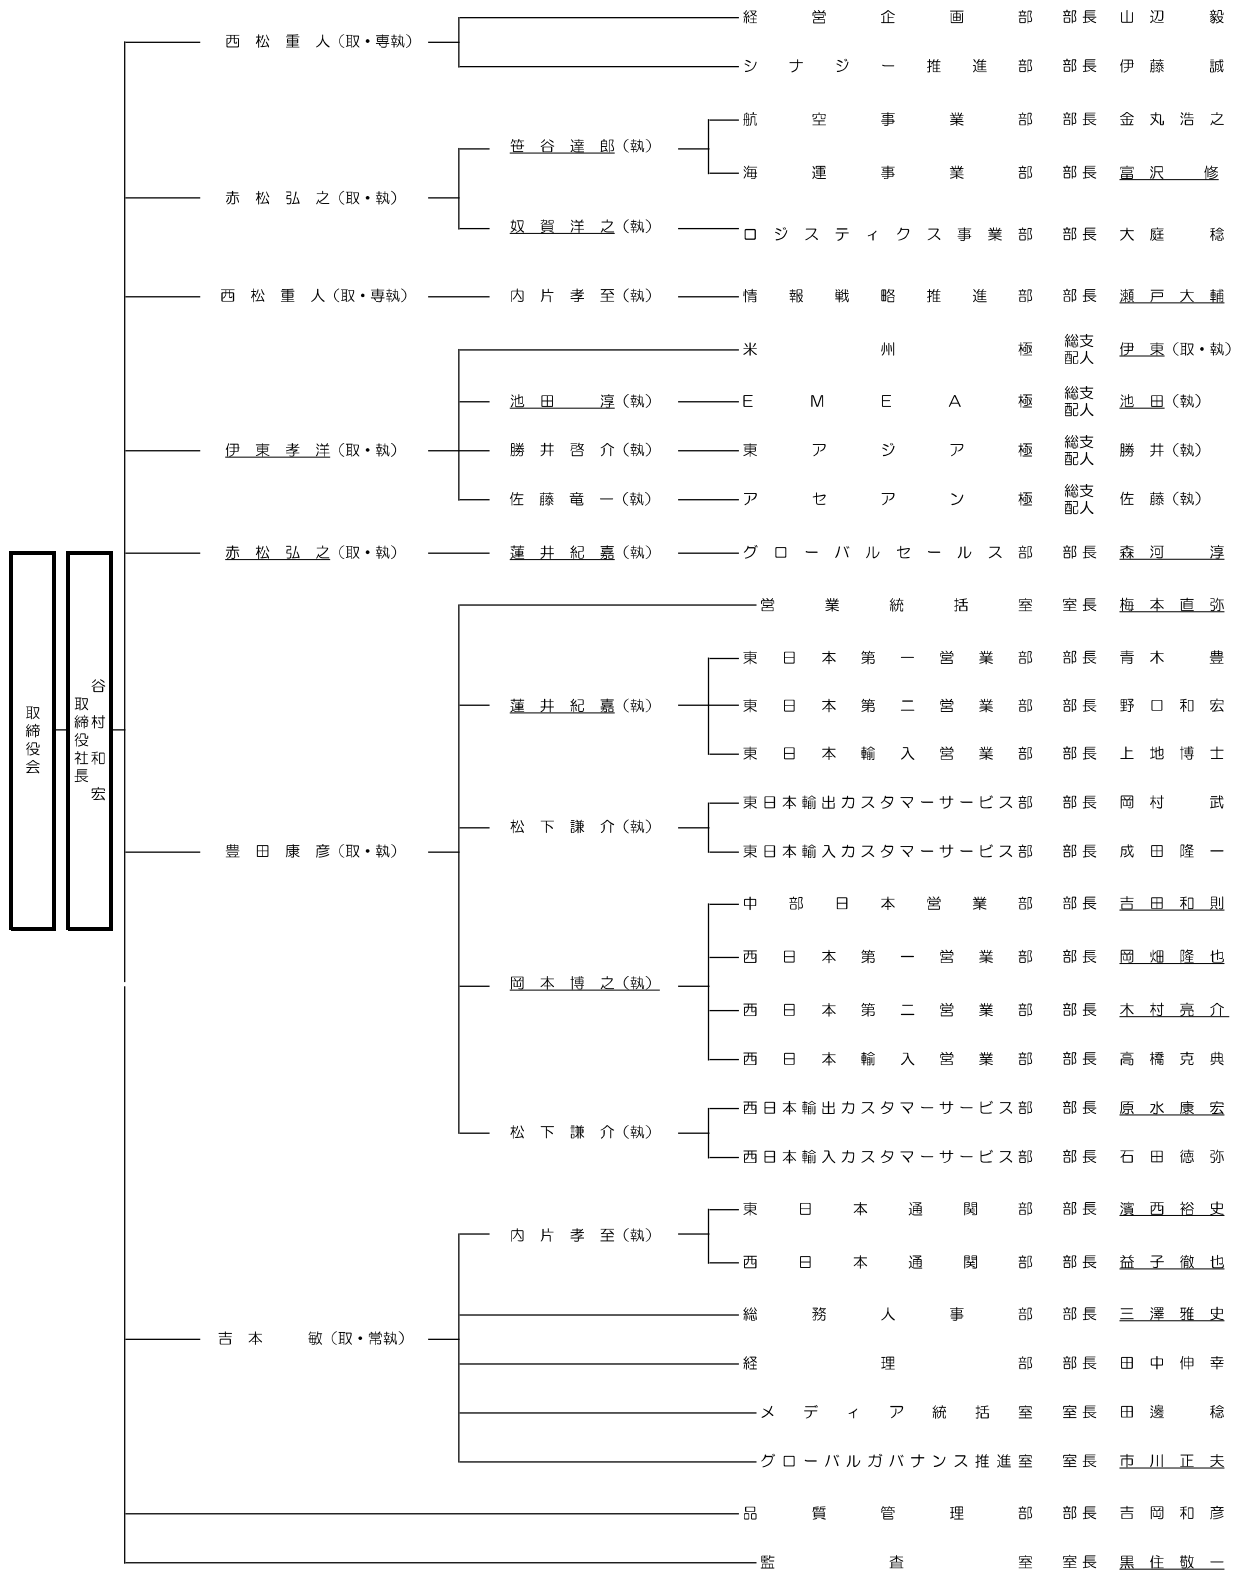 取締役会
取締役社長
谷村和宏
西松重人（取・専執）
経営企画部 部長 山辺毅
シナジー推進部 部長 伊藤誠
赤松弘之（取・執）
笹谷達郎（執）
航空事業部 部長 金丸浩之
海運事業部 部長 富沢修
奴賀洋之（執）
ロジスティクス事業部 部長 大庭稔
西松重人（取・専執）
内片孝至（執）
情報戦略推進部 部長 瀬戸大輔
伊東孝洋（取・執）
米州極 総支配人 伊東（取・執）
池田淳（執）
EMEA極 総支配人 池田（執）
勝井啓介（執）
東アジア極 総支配人 勝井（執）
佐藤竜一（執）
アセアン極 総支配人 佐藤（執）
赤松弘之（取・執）
蓮井紀嘉（執）
グローバルセールス部 部長 森河淳
豊田康彦（取・執）
営業統括室 室長 梅本直弥
蓮井紀嘉（執）
東日本第一営業部 部長 青木豊
東日本第二営業部 部長 野口和宏
東日本輸入営業部 部長 上地博士
松下謙介（執）
東日本輸出カスタマーサービス部 部長 岡村武
東日本輸入カスタマーサービス部 部長 成田隆一
岡本博之（執）
中部日本営業部 部長 吉田和則
西日本第一営業部 部長 岡畑隆也
西日本第二営業部 部長 木村亮介
西日本輸入営業部 部長 高橋克典
松下謙介（執）
西日本輸出カスタマーサービス部 部長 原水康宏
西日本輸入カスタマーサービス部 部長 石田徳弥
吉本敏（取・常執）
内片孝至（執）
東日本通関部 部長 濱西裕史
西日本通関部 部長 益子徹也
総務人事部 部長 三澤雅史
経理部 部長 田中伸幸
メディア統括室 室長 田邊稔
グローバルガバナンス推進室 室長 市川正夫
品質管理部 部長 吉岡和彦
監査室 室長 黒住敬一